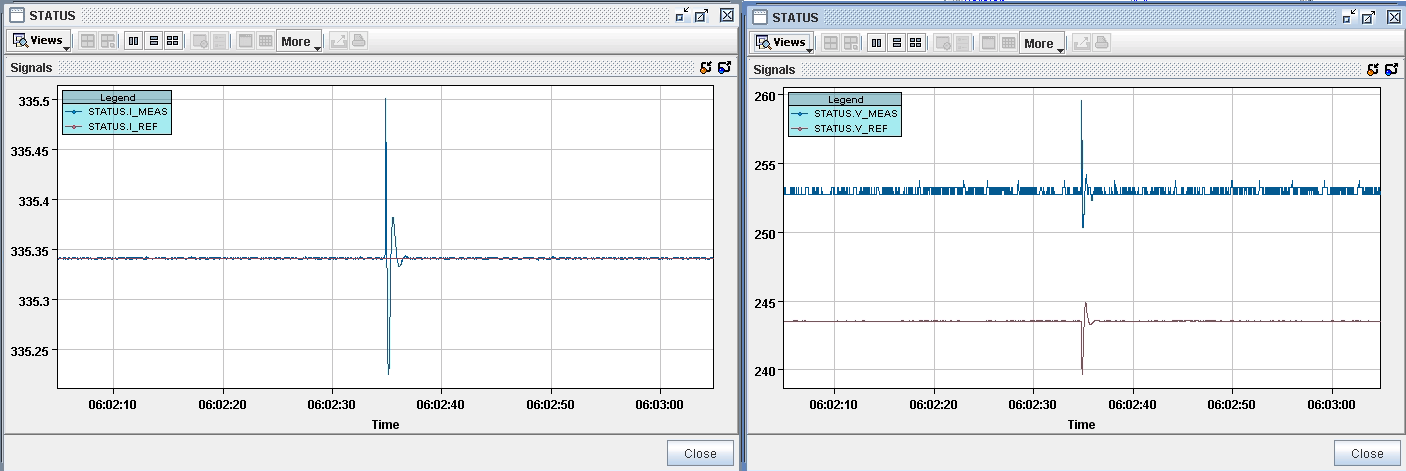 STATUS
Views More
Signals
Legend
STATUS.I_MEAS
STATUS.I_REF
335.5
335.45
335.4
335.35
335.3
335.25
06:02:10 06:02:20 06:02:30 06:02:40 06:02:50 06:03:00
Time
Close
STATUS
Views More
Signals
Legend
STATUS.V_MEAS
STATUS.V_REF
260
255
250
245
240
06:02:10 06:02:20 06:02:30 06:02:40 06:02:50 06:03:00
Time
Close